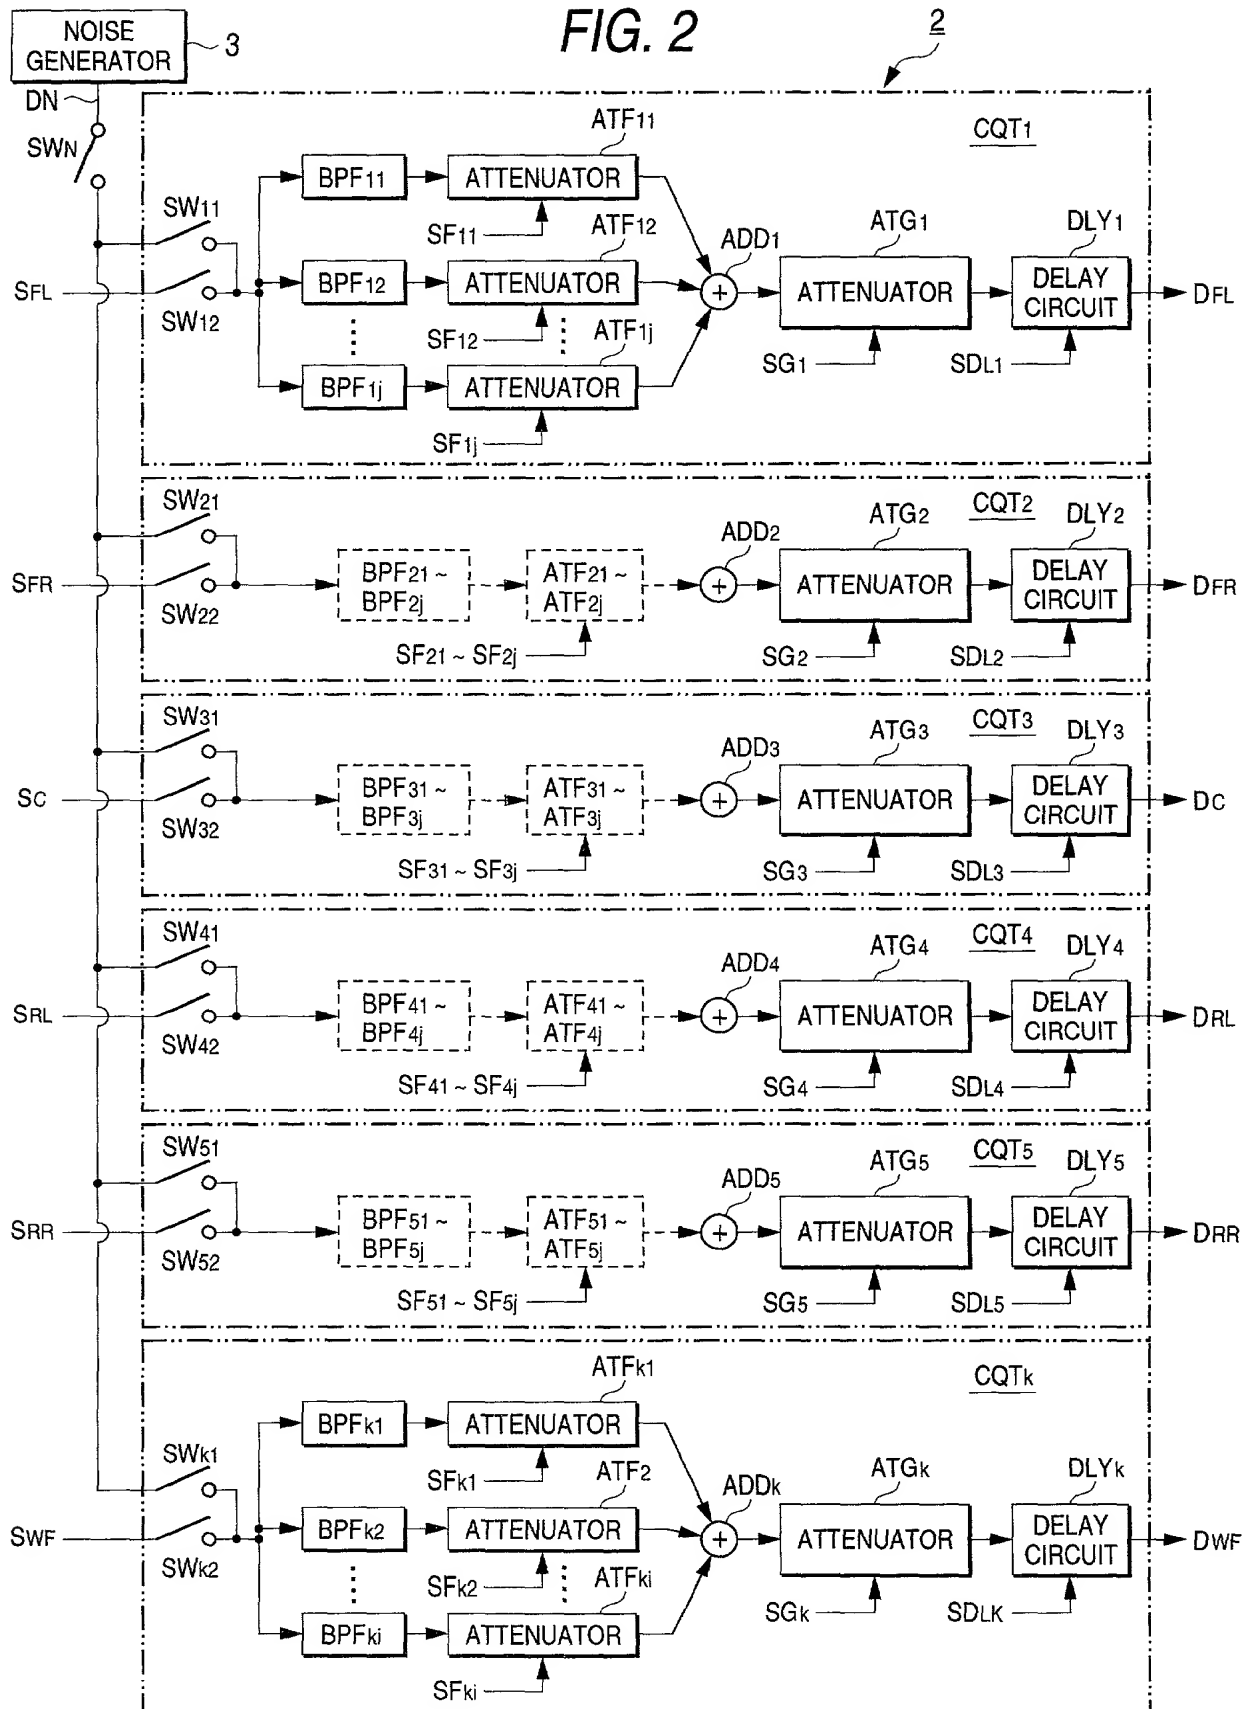 FIG. 2
NOISE
GENERATOR
3
2
DN
SWN
CQT1
ATF11
BPF11
ATTENUATOR
SW11
SF11
ATF12
ADD1
ATG1
DLY1
SFL
BPF12
ATTENUATOR
ATTENUATOR
DELAY
CIRCUIT
DFL
SW12
SF12
ATF1j
SG1
SDL1
BPF1j
ATTENUATOR
SF1j
SW21
CQT2
ADD2
ATG2
DLY2
SFR
BPF21 ~
BPF2j
ATF21 ~
ATF2j
ATTENUATOR
DELAY
CIRCUIT
DFR
SW22
SF21 ~ SF2j
SG2
SDL2
SW31
CQT3
ADD3
ATG3
DLY3
SC
BPF31 ~
BPF3j
ATF31 ~
ATF3j
ATTENUATOR
DELAY
CIRCUIT
DC
SW32
SF31 ~ SF3j
SG3
SDL3
SW41
CQT4
ADD4
ATG4
DLY4
SRL
BPF41 ~
BPF4j
ATF41 ~
ATF4j
ATTENUATOR
DELAY
CIRCUIT
DRL
SW42
SF41 ~ SF4j
SG4
SDL4
SW51
CQT5
ADD5
ATG5
DLY5
SRR
BPF51 ~
BPF5j
ATF51 ~
ATF5j
ATTENUATOR
DELAY
CIRCUIT
DRR
SW52
SF51 ~ SF5j
SG5
SDL5
CQTk
ATFk1
BPFk1
ATTENUATOR
SWk1
SFk1
ATF2
ADDk
ATGk
DLYk
SWF
BPFk2
ATTENUATOR
ATTENUATOR
DELAY
CIRCUIT
DWF
SWk2
SFk2
ATFki
SGk
SDLK
BPFki
ATTENUATOR
SFki